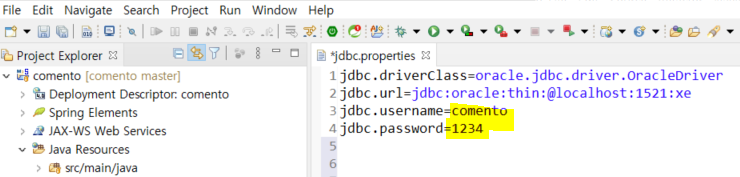 File Edit Navigate Search Project Run Window Help
Project Explorer
comento [comento master]
Deployment Descriptor: comento
Spring Elements
JAX-WS Web Services
Java Resources
src/main/java
*jdbc.properties
1 jdbc.driverClass=oracle.jdbc.driver.OracleDriver
2 jdbc.url=jdbc:oracle:thin:@localhost:1521:xe
3 jdbc.username=comento
4 jdbc.password=1234
5
6